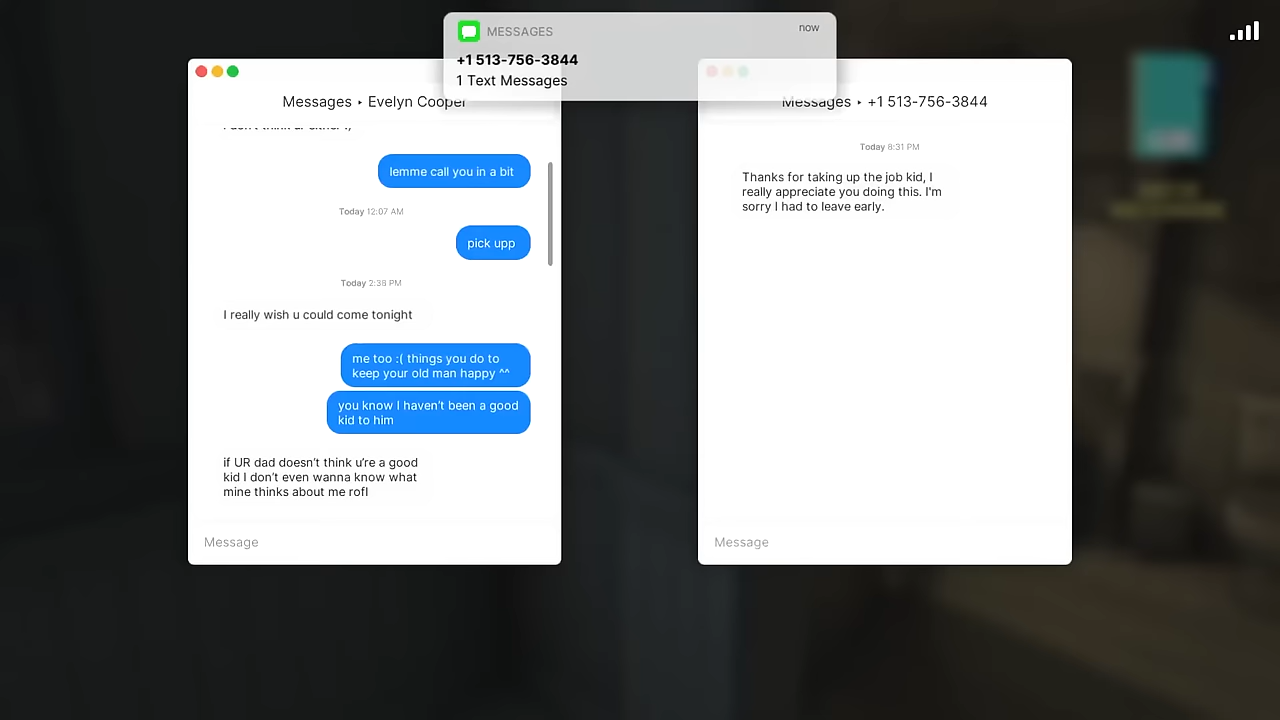 MESSAGES
now
+1 513-756-3844
1 Text Messages
Messages ‣ Evelyn Cooper
lemme call you in a bit
Today 12:07 AM
pick upp
Today 2:38 PM
I really wish u could come tonight
me too :( things you do to
keep your old man happy ^^
you know I haven't been a good
kid to him
if UR dad doesn't think u're a good
kid I don't even wanna know what
mine thinks about me rofl
Message
Messages ‣ +1 513-756-3844
Today 8:31 PM
Thanks for taking up the job kid, I
really appreciate you doing this. I'm
sorry I had to leave early.
Message